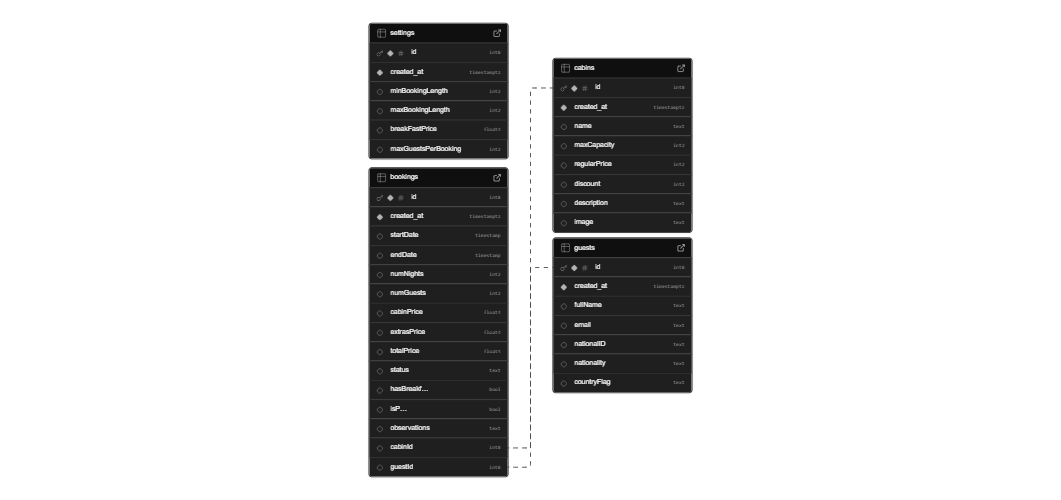 settings
id int8
created_at timestamptz
minBookingLength int2
maxBookingLength int2
breakFastPrice float4
maxGuestsPerBooking int2
bookings
id int8
created_at timestamptz
startDate timestamp
endDate timestamp
numNights int2
numGuests int2
cabinPrice float4
extrasPrice float4
totalPrice float4
status text
hasBreakf... bool
isP... bool
observations text
cabinId int8
guestId int8
cabins
id int8
created_at timestamptz
name text
maxCapacity int2
regularPrice int2
discount int2
description text
image text
guests
id int8
created_at timestamptz
fullName text
email text
nationalID text
nationality text
countryFlag text